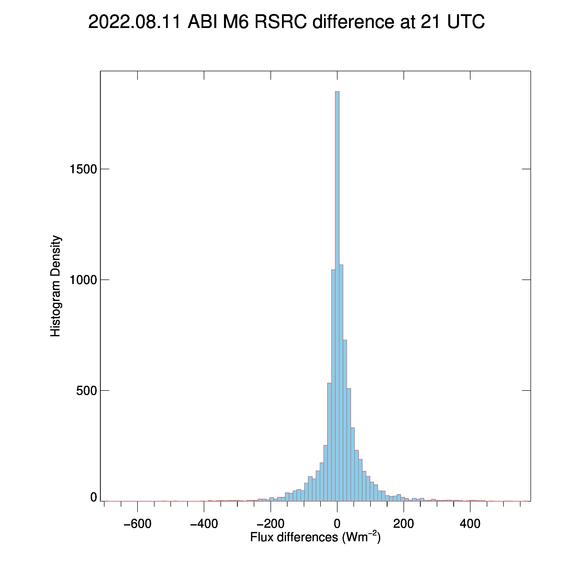 2022.08.11 ABI M6 RSRC difference at 21 UTC
1500
1000
500
0
Histogram Density
−600 −400 −200 0 200 400
Flux differences (Wm⁻²)